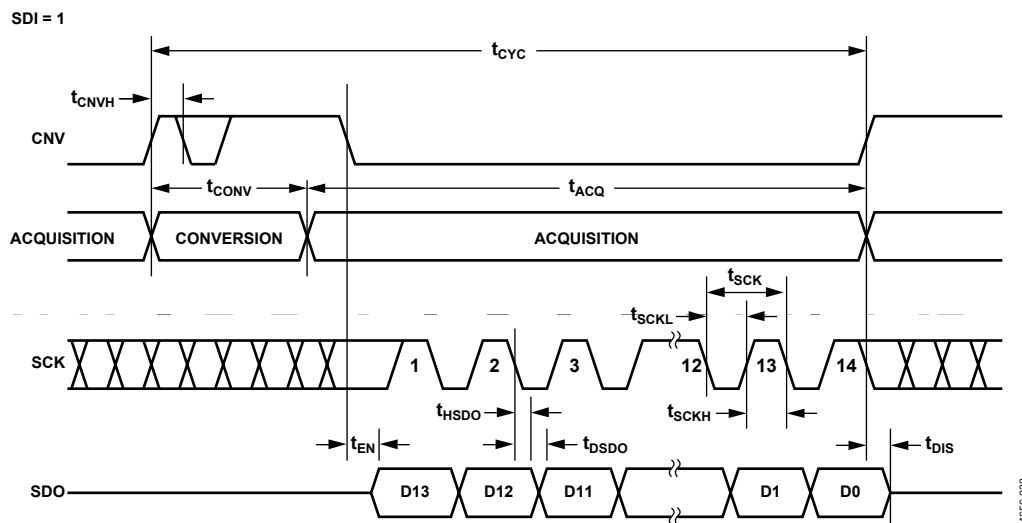 SDI = 1
tCYC
tCNVH
CNV
tCONV
tACQ
ACQUISITION
CONVERSION
ACQUISITION
tSCK
tSCKL
SCK
1
2
3
12
13
14
tHSDO
tSCKH
tEN
tDSDO
tDIS
SDO
D13
D12
D11
D1
D0